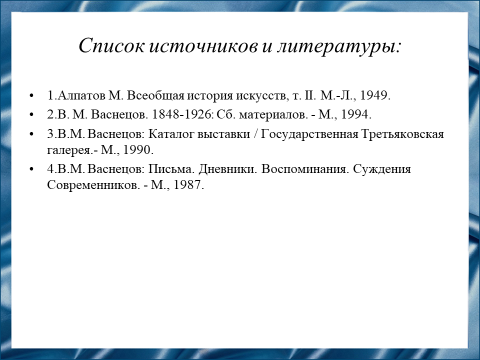 Список источников и литературы:
• 1.Алпатов М. Всеобщая история искусств, т. II. М.-Л., 1949.
• 2.В. М. Васнецов. 1848-1926: Сб. материалов. - М., 1994.
• 3.В.М. Васнецов: Каталог выставки / Государственная Третьяковская
галерея.- М., 1990.
• 4.В.М. Васнецов: Письма. Дневники. Воспоминания. Суждения
Современников. - М., 1987.